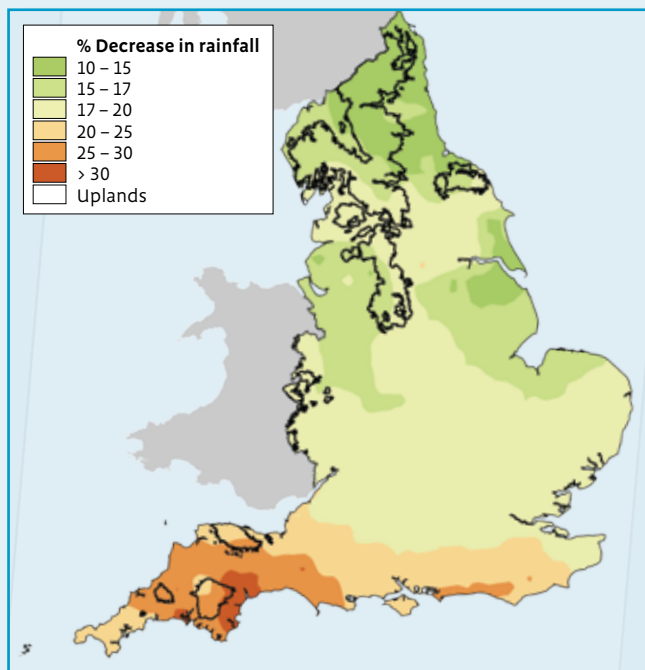 % Decrease in rainfall
10 – 15
15 – 17
17 – 20
20 – 25
25 – 30
> 30
Uplands